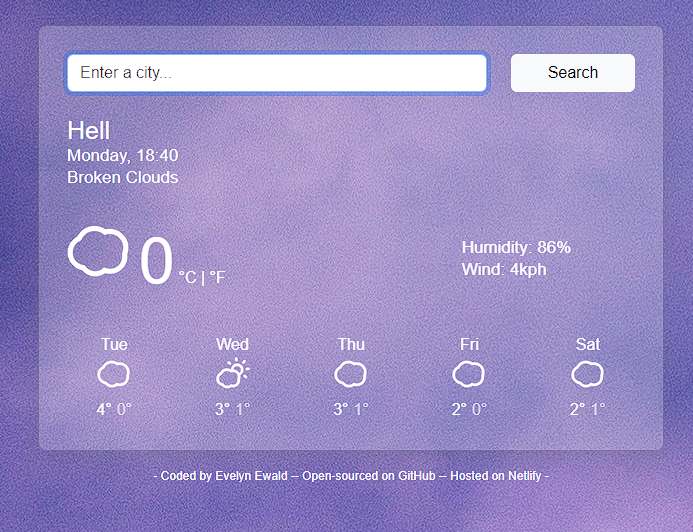 Enter a city...
Search
Hell
Monday, 18:40
Broken Clouds
0 °C | °F
Humidity: 86%
Wind: 4kph
Tue Wed Thu Fri Sat
4° 0° 3° 1° 3° 1° 2° 0° 2° 1°
- Coded by Evelyn Ewald -- Open-sourced on GitHub -- Hosted on Netlify -